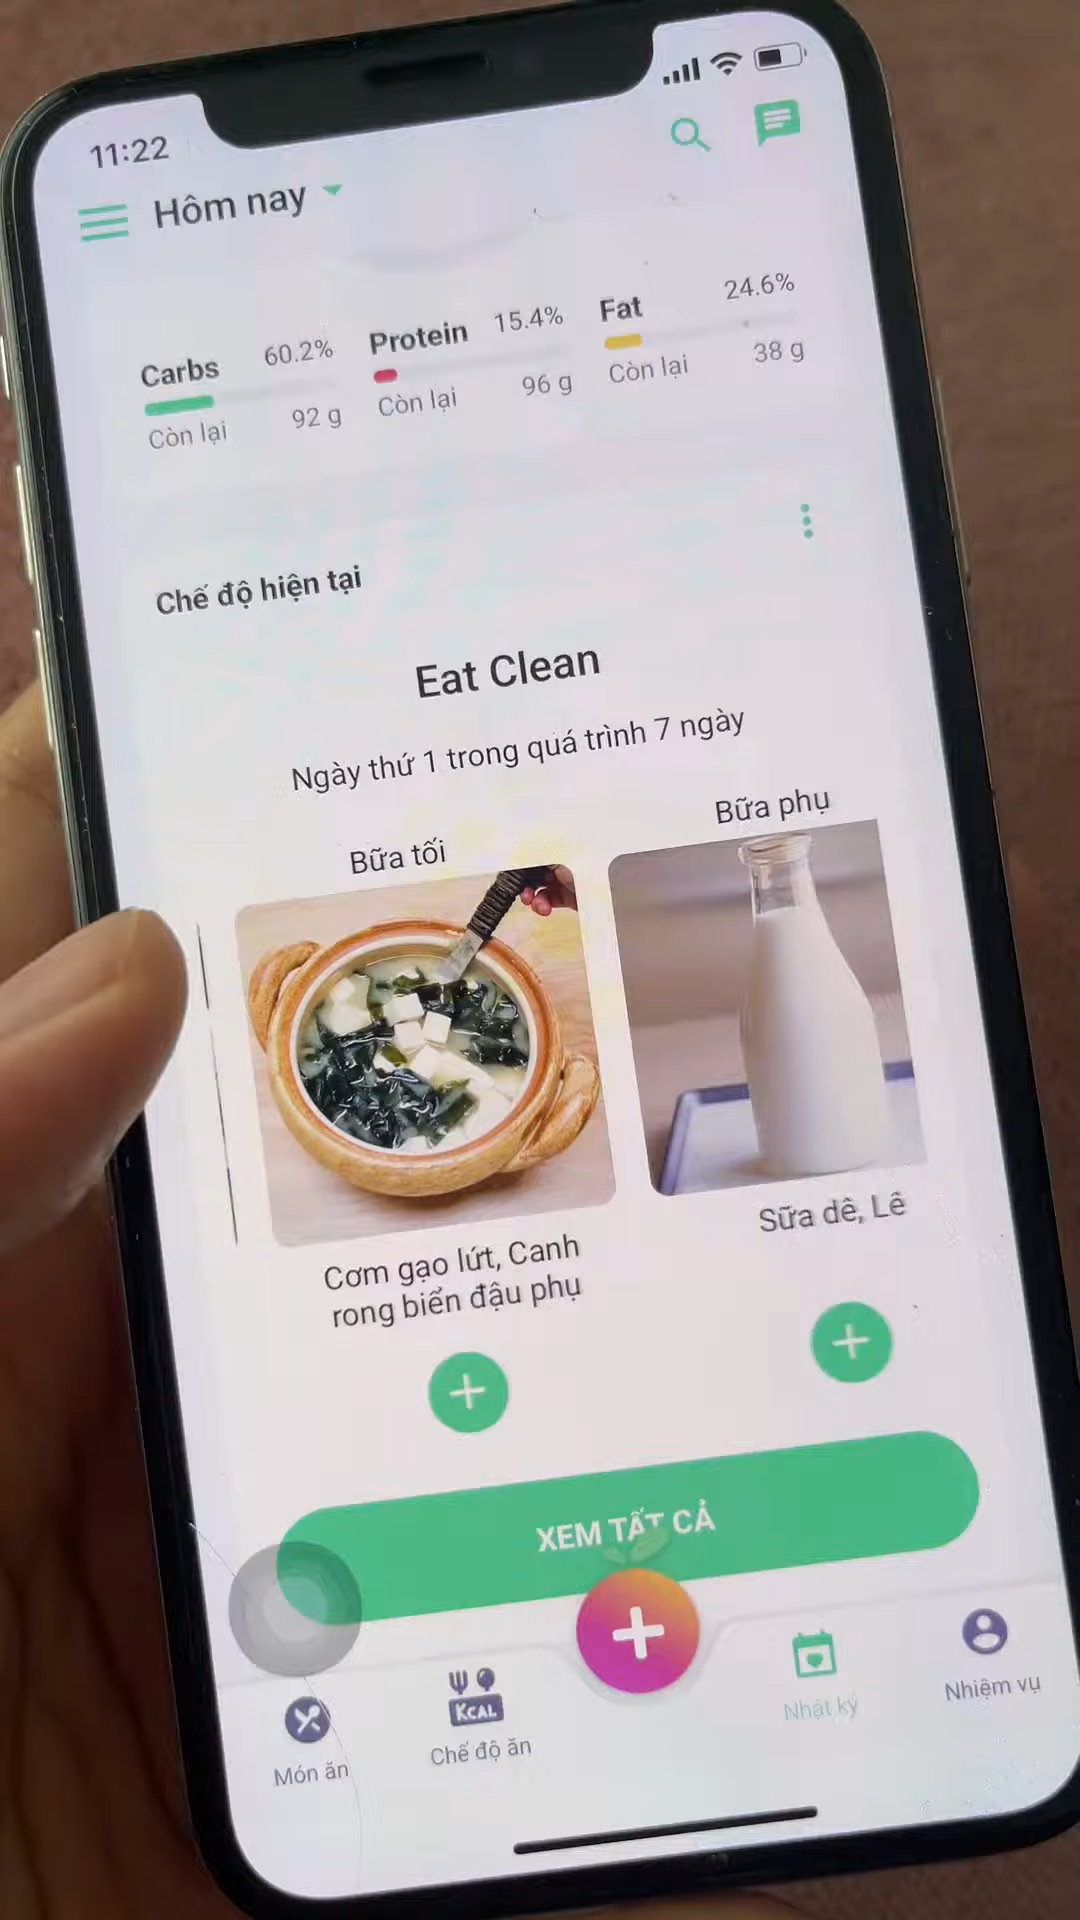 11:22
Hôm nay
Carbs 60.2%
Còn lại 92 g
Protein 15.4%
Còn lại 96 g
Fat 24.6%
Còn lại 38 g
Chế độ hiện tại
Eat Clean
Ngày thứ 1 trong quá trình 7 ngày
Bữa tối
Bữa phụ
Cơm gạo lứt, Canh
rong biển đậu phụ
Sữa dê, Lê
XEM TẤT CẢ
Món ăn
KCAL
Chế độ ăn
Nhật ký
Nhiệm vụ